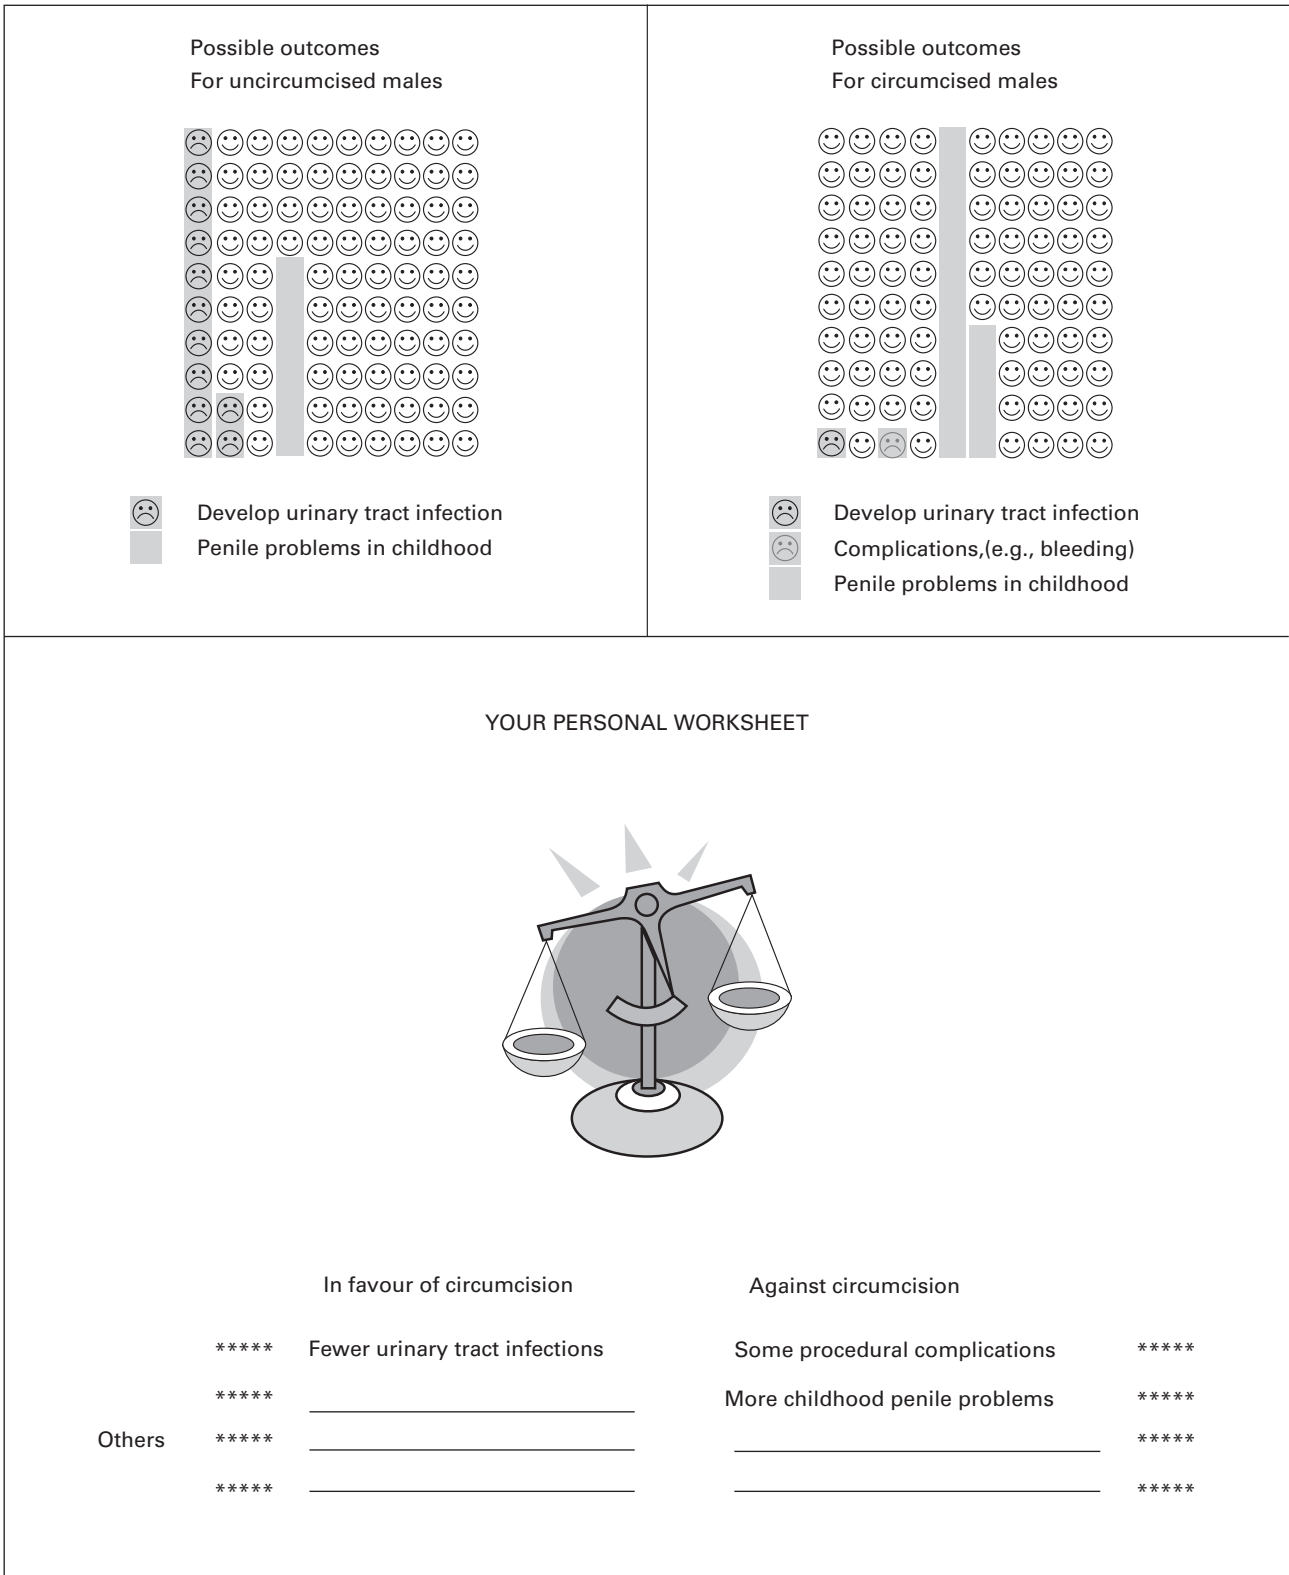 Possible outcomes
For uncircumcised males
Develop urinary tract infection
Penile problems in childhood
Possible outcomes
For circumcised males
Develop urinary tract infection
Complications,(e.g., bleeding)
Penile problems in childhood
YOUR PERSONAL WORKSHEET
In favour of circumcision
Against circumcision
***** Fewer urinary tract infections
Some procedural complications *****
*****
More childhood penile problems *****
Others *****
*****
*****
*****